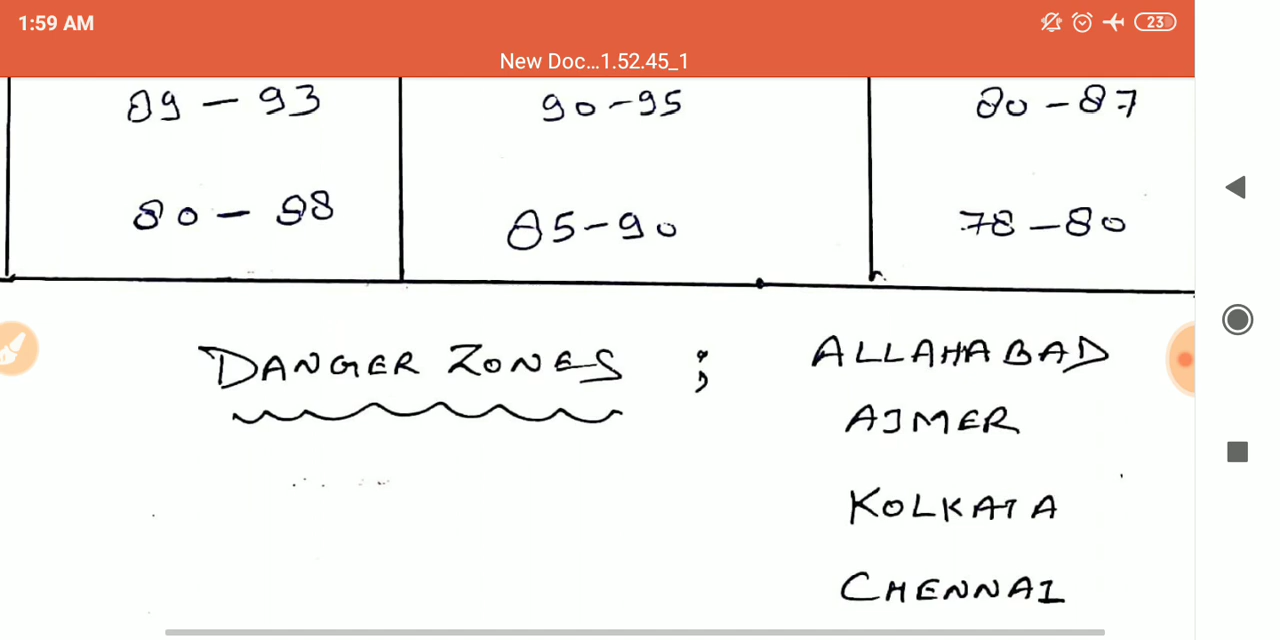 1:59 AM 23
New Doc...1.52.45_1
89 - 93 90-95 80-87
80 - 98 85-90 78-80
DANGER ZONES ; ALLAHABAD
AJMER
KOLKATA
CHENNAI